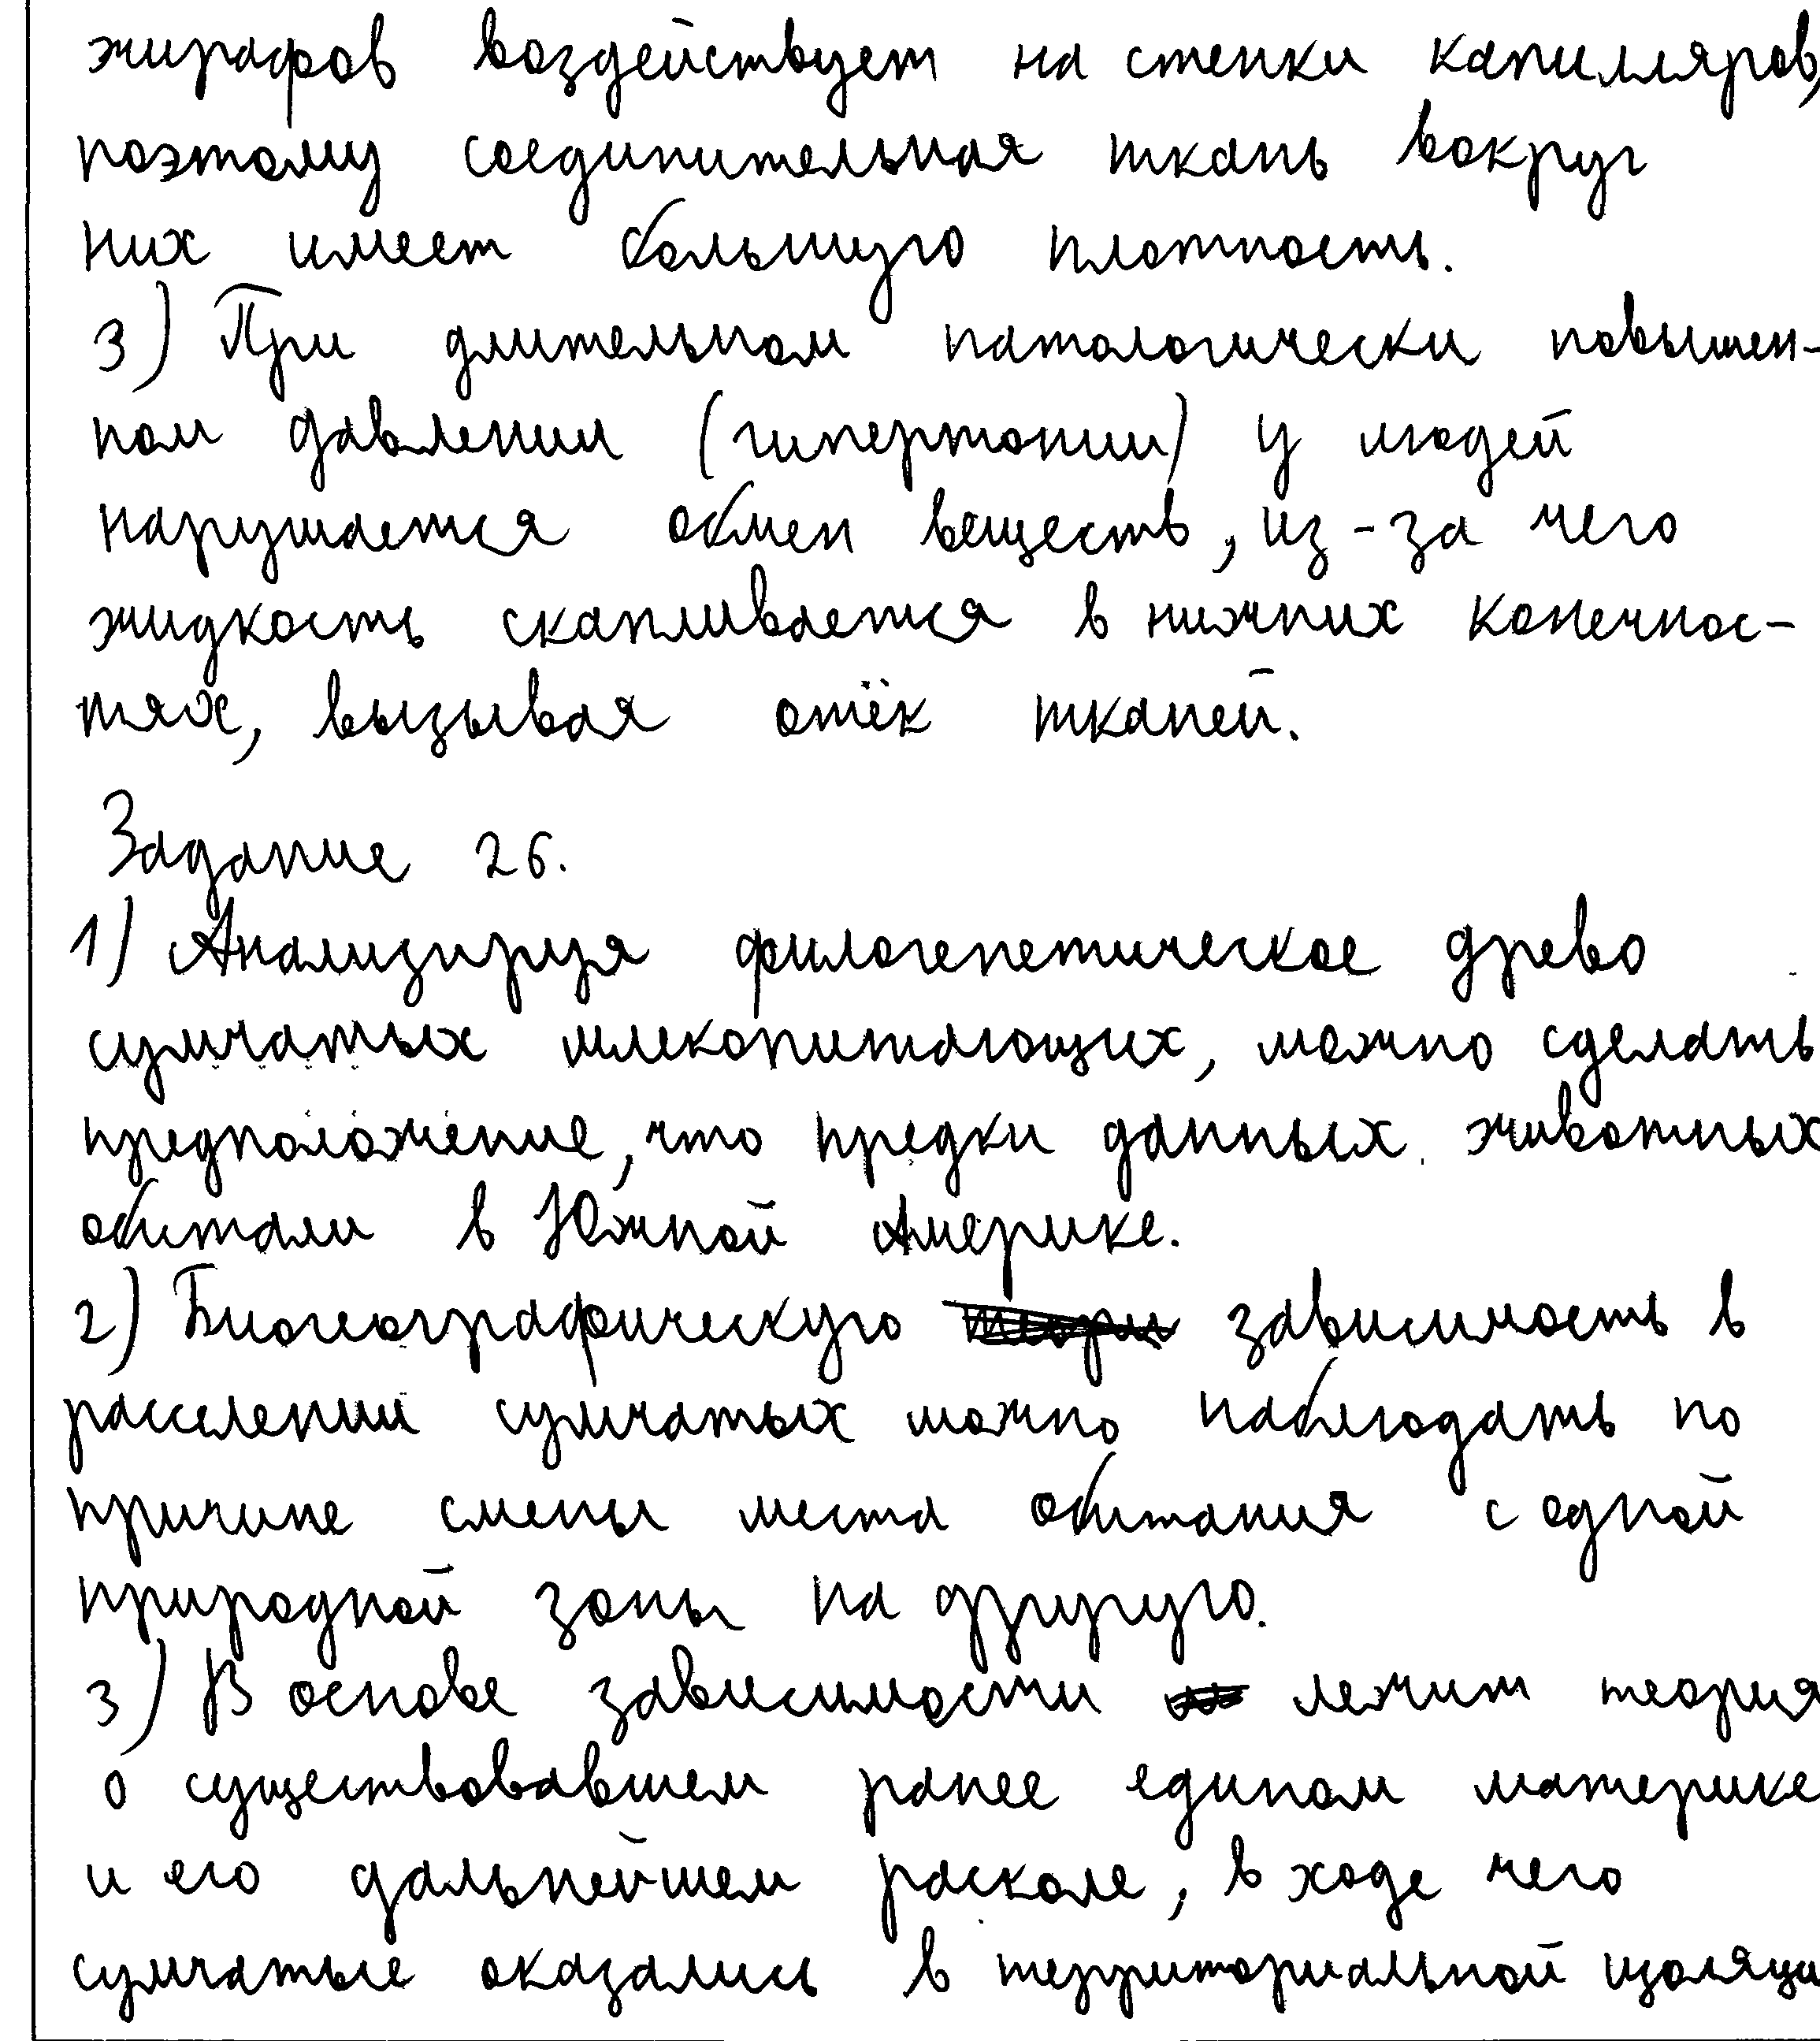 жирафов воздействует на стенки капилляров,
поэтому соединительная ткань вокруг
них имеет большую плотность.
3) При длительном патологически повышен-
ном давлении (гипертонии) у людей
нарушается обмен веществ, из-за чего
жидкость скапливается в нижних конечнос-
тях, вызывая отёк тканей.
Задание 26.
1) Анализируя филогенетическое древо
сумчатых млекопитающих, можно сделать
предположение, что предки данных животных
обитали в Южной Америке.
2) Биогеографическую зависимость в
расселении сумчатых можно наблюдать по
причине смены места обитания с одной
природной зоны на другую.
3) В основе зависимости лежит теория
о существовавшем ранее едином материке
и его дальнейшем расколе, в ходе чего
сумчатые оказались в территориальной изоляци